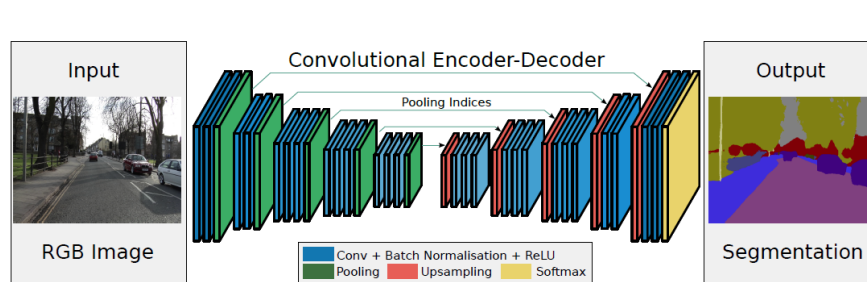 Input
Convolutional Encoder-Decoder
Output
Pooling Indices
RGB Image
Segmentation
Conv + Batch Normalisation + ReLU
Pooling Upsampling Softmax